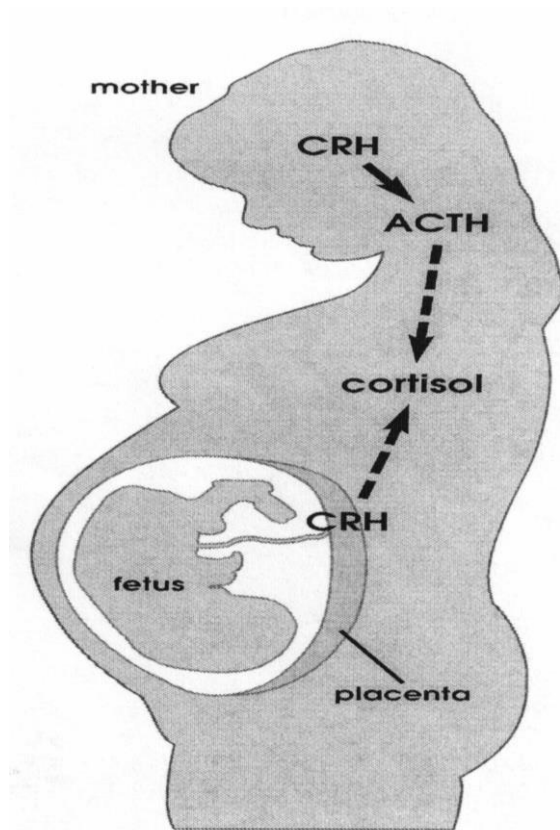 mother
CRH
ACTH
cortisol
CRH
fetus
placenta